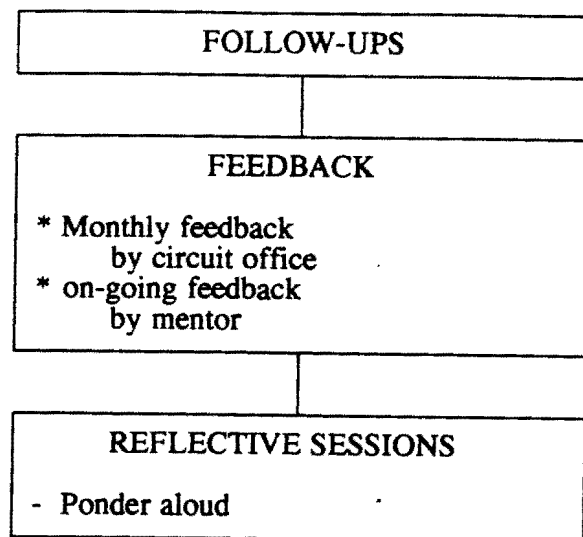 FOLLOW-UPS
FEEDBACK
* Monthly feedback
by circuit office
* on-going feedback
by mentor
REFLECTIVE SESSIONS
- Ponder aloud